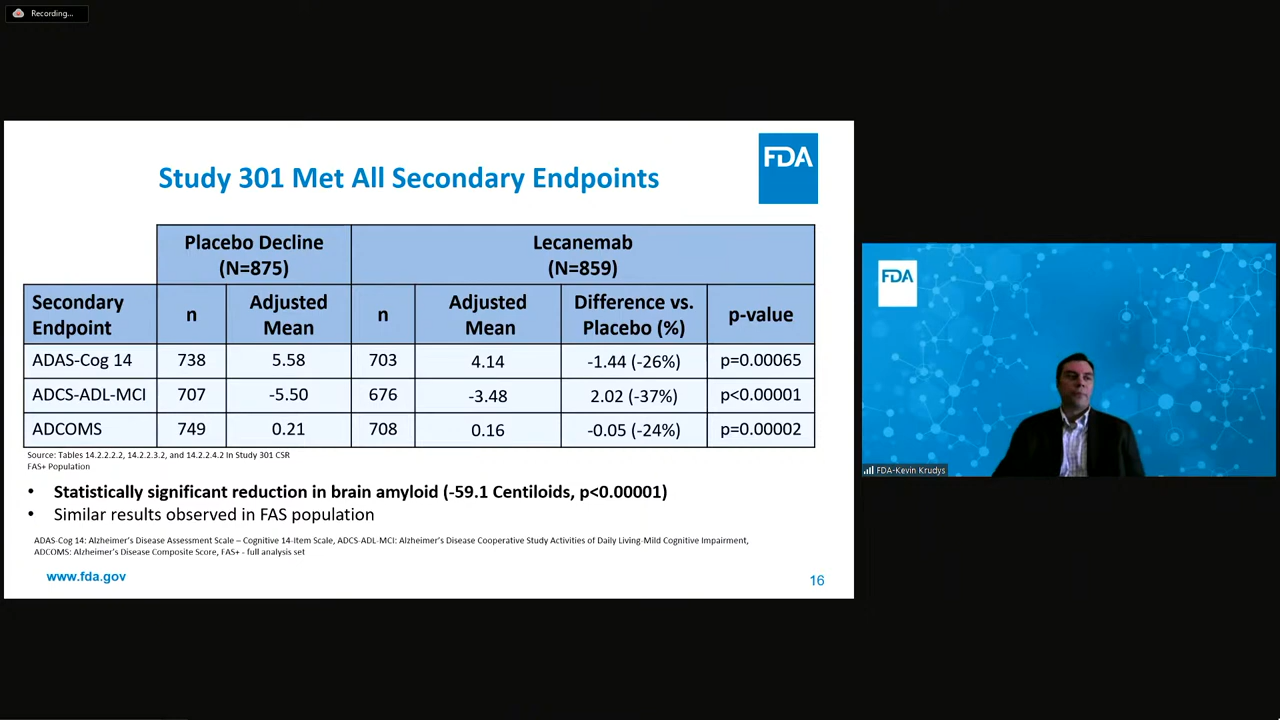 Recording...
FDA
Study 301 Met All Secondary Endpoints
Placebo Decline
(N=875)
Lecanemab
(N=859)
Secondary
Endpoint
n
Adjusted
Mean
n
Adjusted
Mean
Difference vs.
Placebo (%)
p-value
ADAS-Cog 14 738 5.58 703 4.14 -1.44 (-26%) p=0.00065
ADCS-ADL-MCI 707 -5.50 676 -3.48 2.02 (-37%) p<0.00001
ADCOMS 749 0.21 708 0.16 -0.05 (-24%) p=0.00002
Source: Tables 14.2.2.2.2, 14.2.2.3.2, and 14.2.2.4.2 In Study 301 CSR
FAS+ Population
• Statistically significant reduction in brain amyloid (-59.1 Centiloids, p<0.00001)
• Similar results observed in FAS population
ADAS-Cog 14: Alzheimer's Disease Assessment Scale – Cognitive 14-Item Scale, ADCS-ADL-MCI: Alzheimer's Disease Cooperative Study Activities of Daily Living-Mild Cognitive Impairment,
ADCOMS: Alzheimer's Disease Composite Score, FAS+ - full analysis set
www.fda.gov
16
FDA
FDA-Kevin Krudys